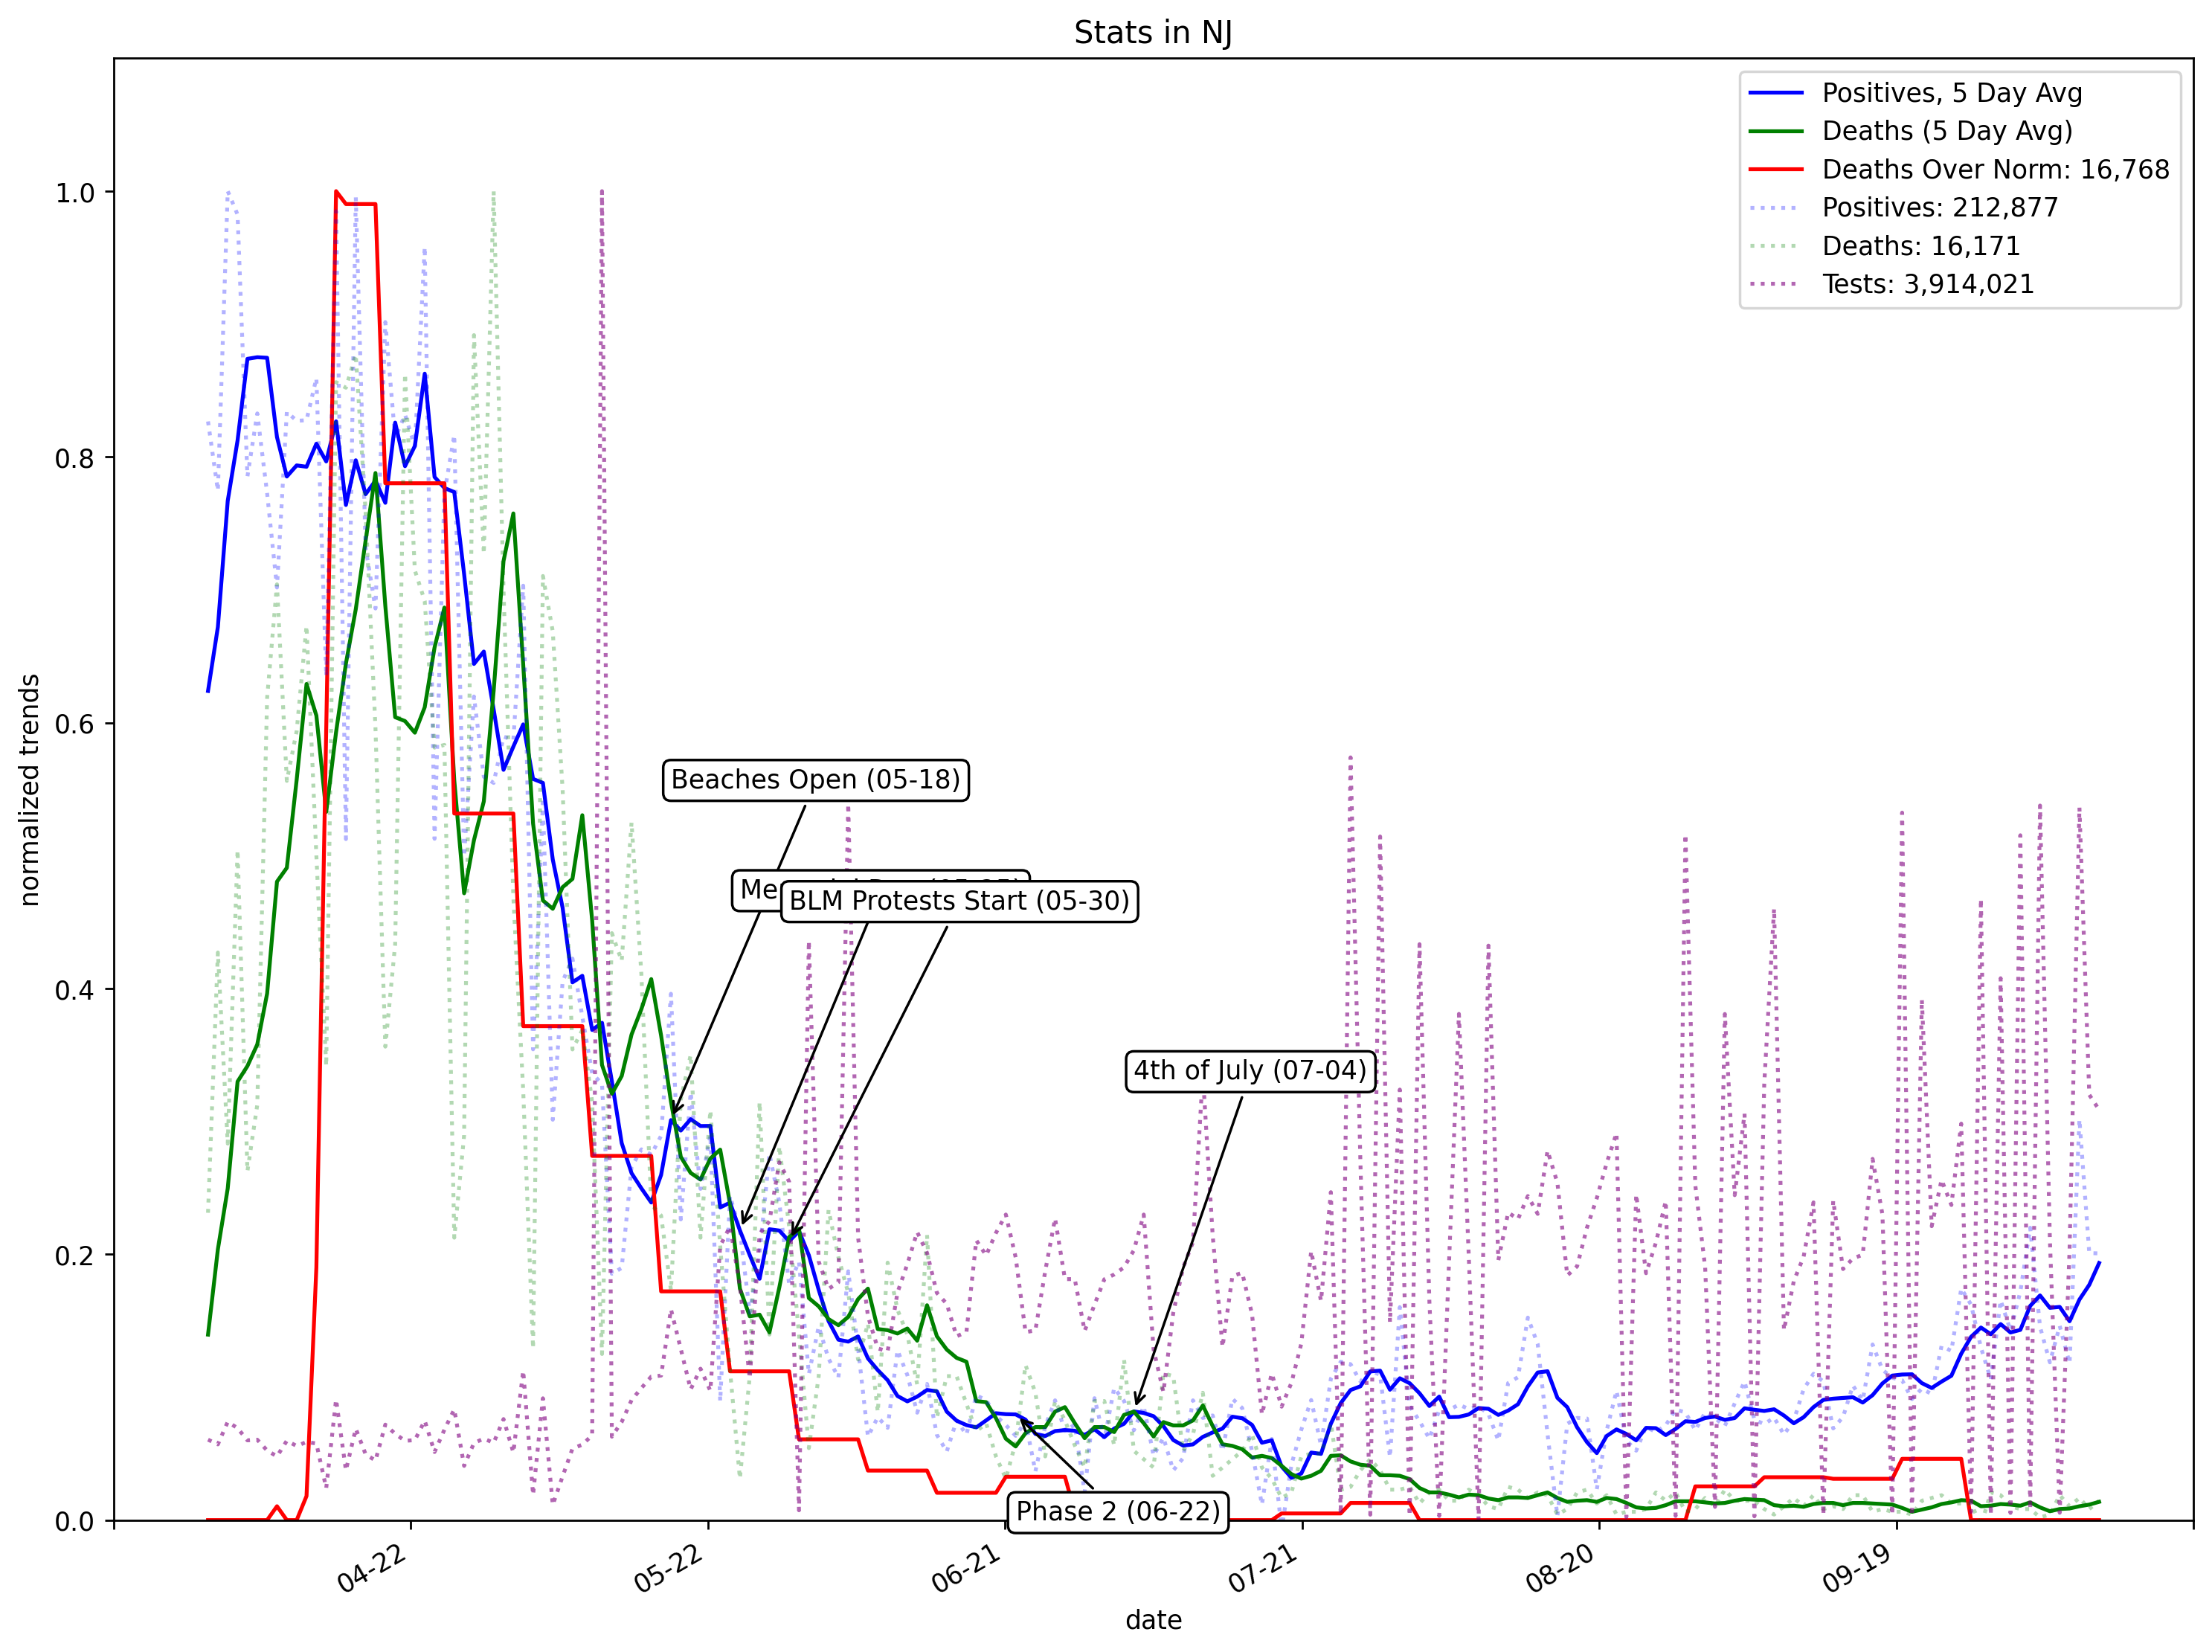 Stats in NJ
Positives, 5 Day Avg
Deaths (5 Day Avg)
Deaths Over Norm: 16,768
Positives: 212,877
Deaths: 16,171
Tests: 3,914,021
1.0
0.8
0.6
0.4
0.2
0.0
normalized trends
Beaches Open (05-18)
BLM Protests Start (05-30)
4th of July (07-04)
Phase 2 (06-22)
04-22
05-22
06-21
07-21
08-20
09-19
date